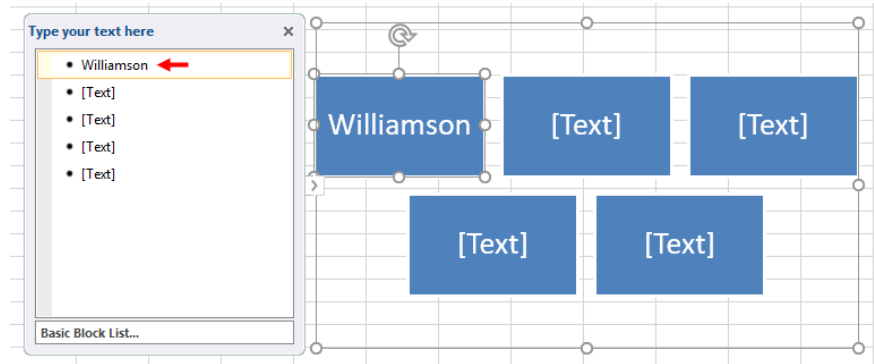 Type your text here
Williamson
[Text]
[Text]
[Text]
[Text]
Basic Block List...
Williamson
[Text]
[Text]
[Text]
[Text]